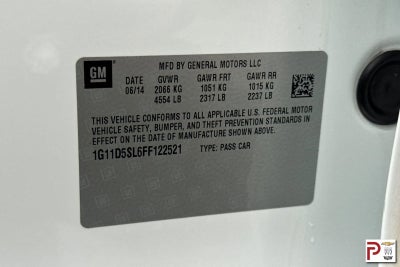 GM
MFD BY GENERAL MOTORS LLC
DATE GVWR GAWR FRT GAWR RR
06/14 2066 KG 1051 KG 1015 KG
4554 LB 2317 LB 2237 LB
THIS VEHICLE CONFORMS TO ALL APPLICABLE U.S. FEDERAL MOTOR
VEHICLE SAFETY, BUMPER, AND THEFT PREVENTION STANDARDS IN
EFFECT ON THE DATE OF MANUFACTURE SHOWN ABOVE.
1G11D5SL6FF122521 TYPE: PASS CAR
P